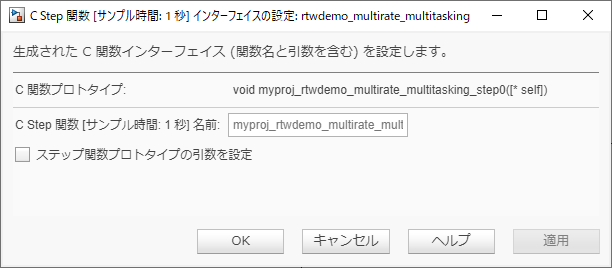 C Step 関数 [サンプル時間: 1 秒] インターフェイスの設定: rtwdemo_multirate_multitasking
生成された C 関数インターフェイス (関数名と引数を含む) を設定します。
C 関数プロトタイプ: void myproj_rtwdemo_multirate_multitasking_step0([* self])
C Step 関数 [サンプル時間: 1 秒] 名前: myproj_rtwdemo_multirate_mult
ステップ関数プロトタイプの引数を設定
OK キャンセル ヘルプ 適用